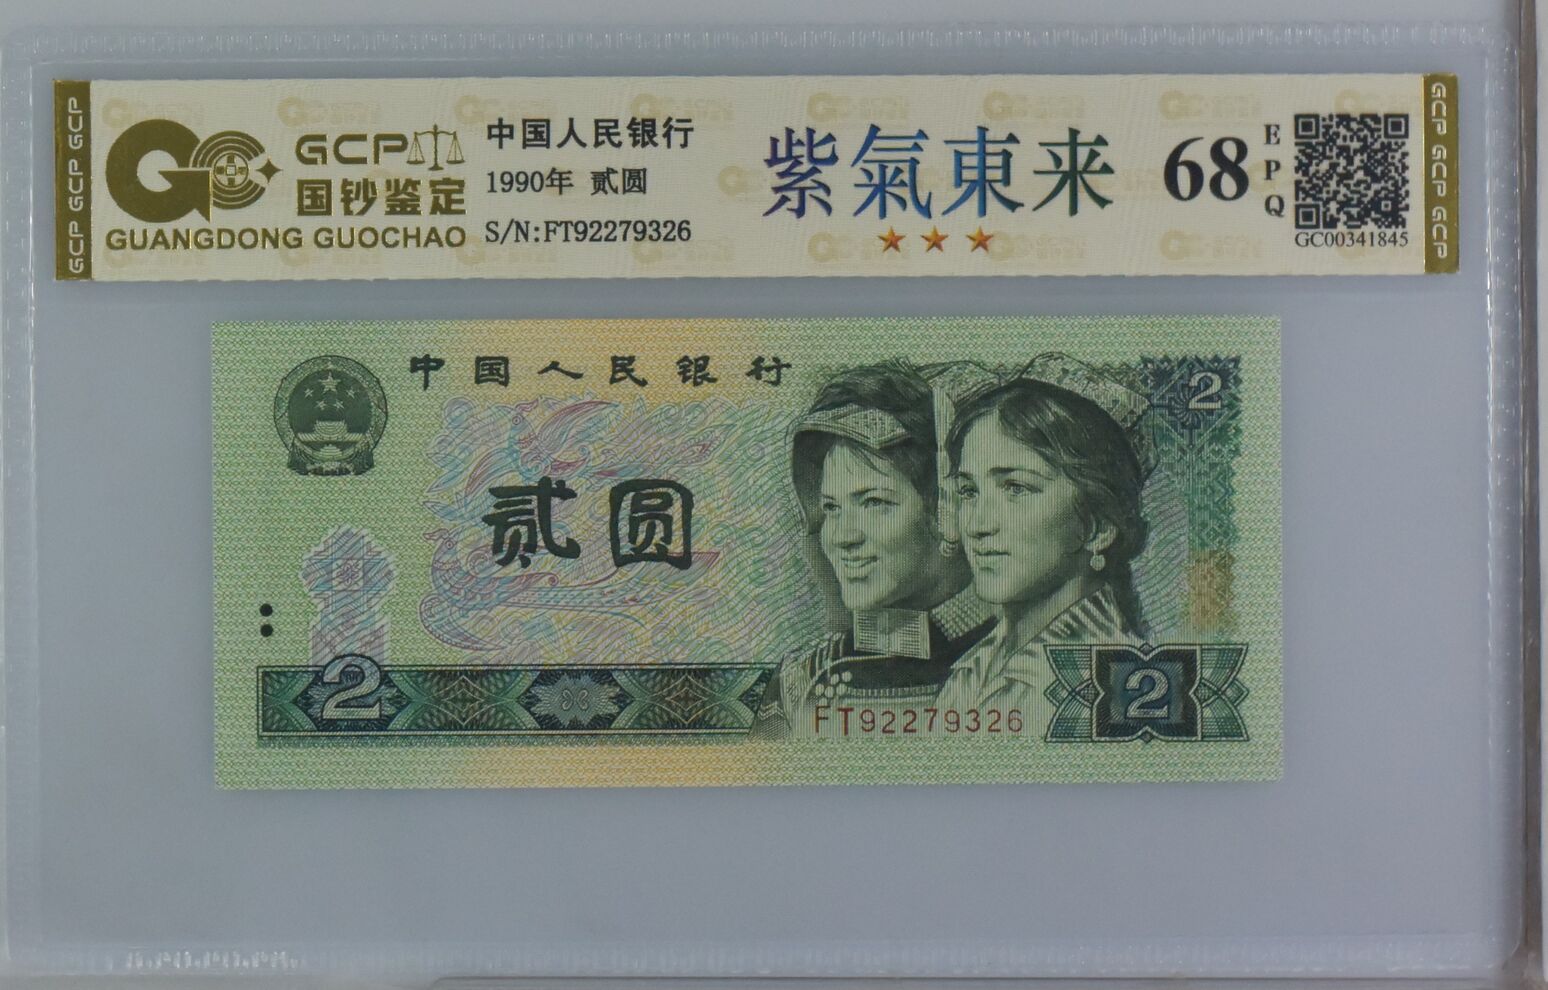 GCP GCP GCP
GCP
国钞鉴定
GUANGDONG GUOCHAO
中国人民银行
1990年 贰圆
S/N:FT92279326
紫氣東来
68
EPQ
GC00341845
GCP GCP GCP
中国人民银行
2
贰圆
2
FT92279326
2